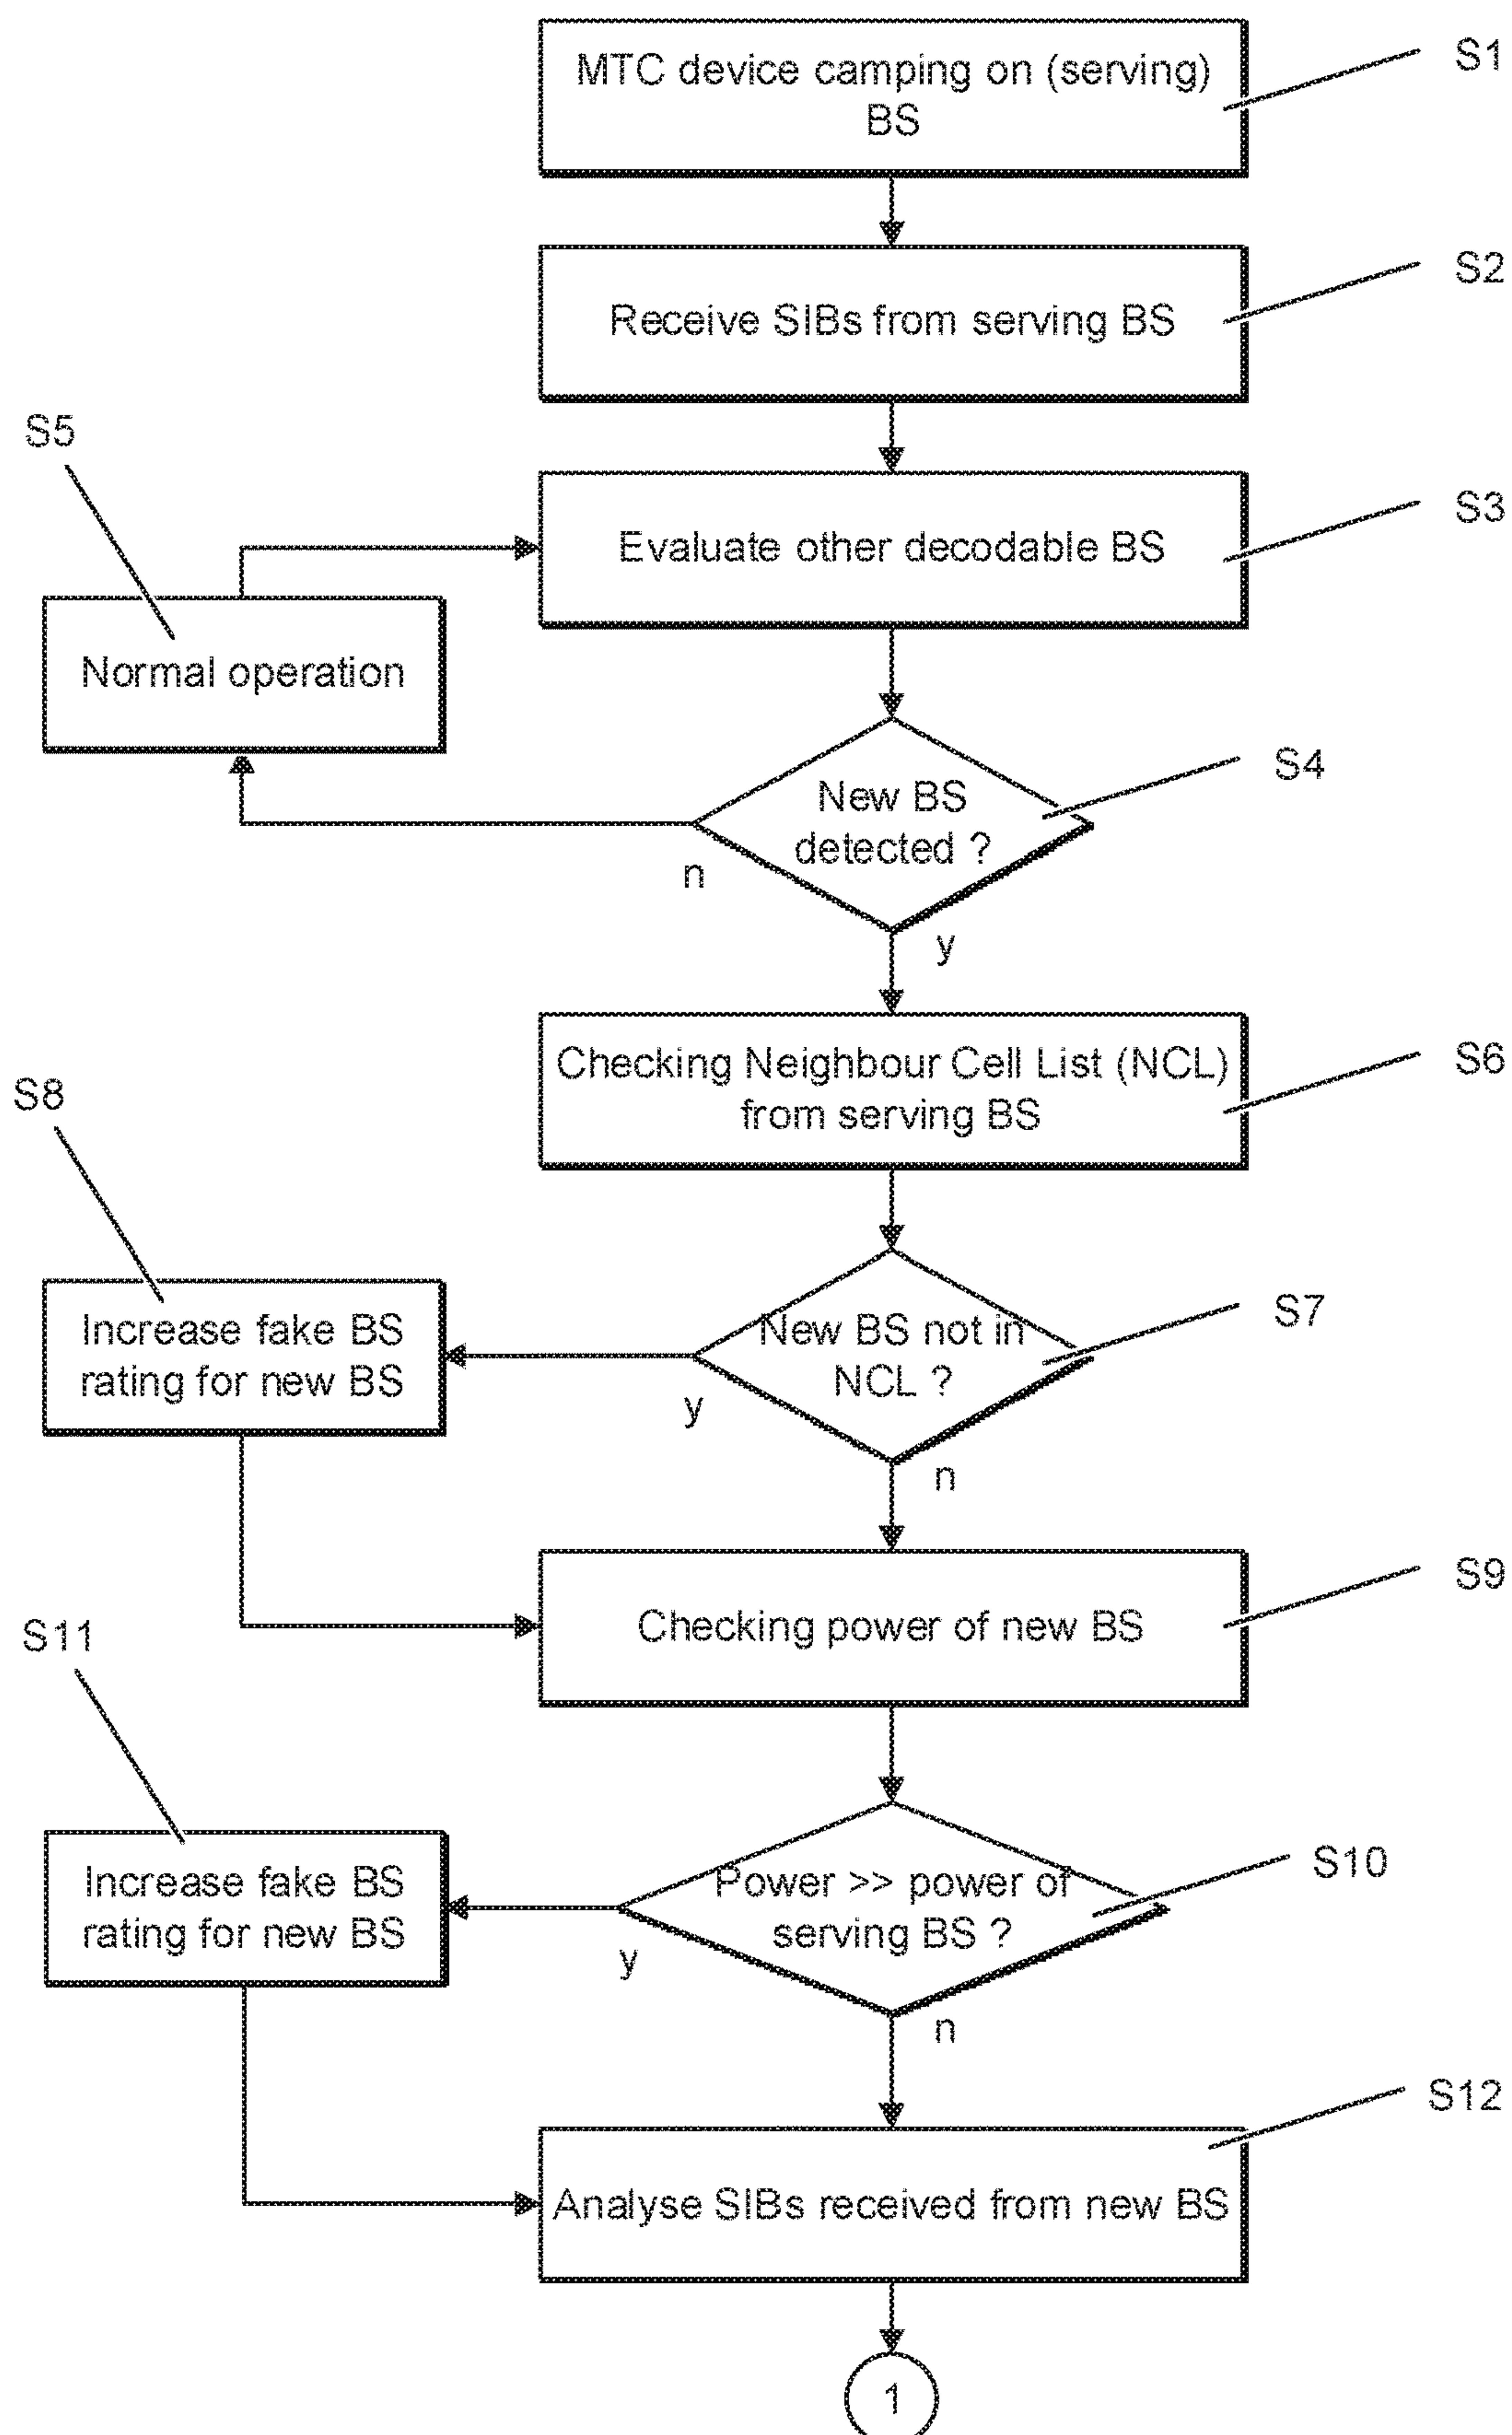 MTC device camping on (serving)
BS
S1
Receive SIBs from serving BS
S2
S5
Evaluate other decodable BS
S3
Normal operation
New BS
detected ?
S4
n
y
Checking Neighbour Cell List (NCL)
from serving BS
S6
S8
Increase fake BS
rating for new BS
New BS not in
NCL ?
S7
y
n
Checking power of new BS
S9
S11
Increase fake BS
rating for new BS
Power >> power of
serving BS ?
S10
y
n
Analyse SIBs received from new BS
S12
1